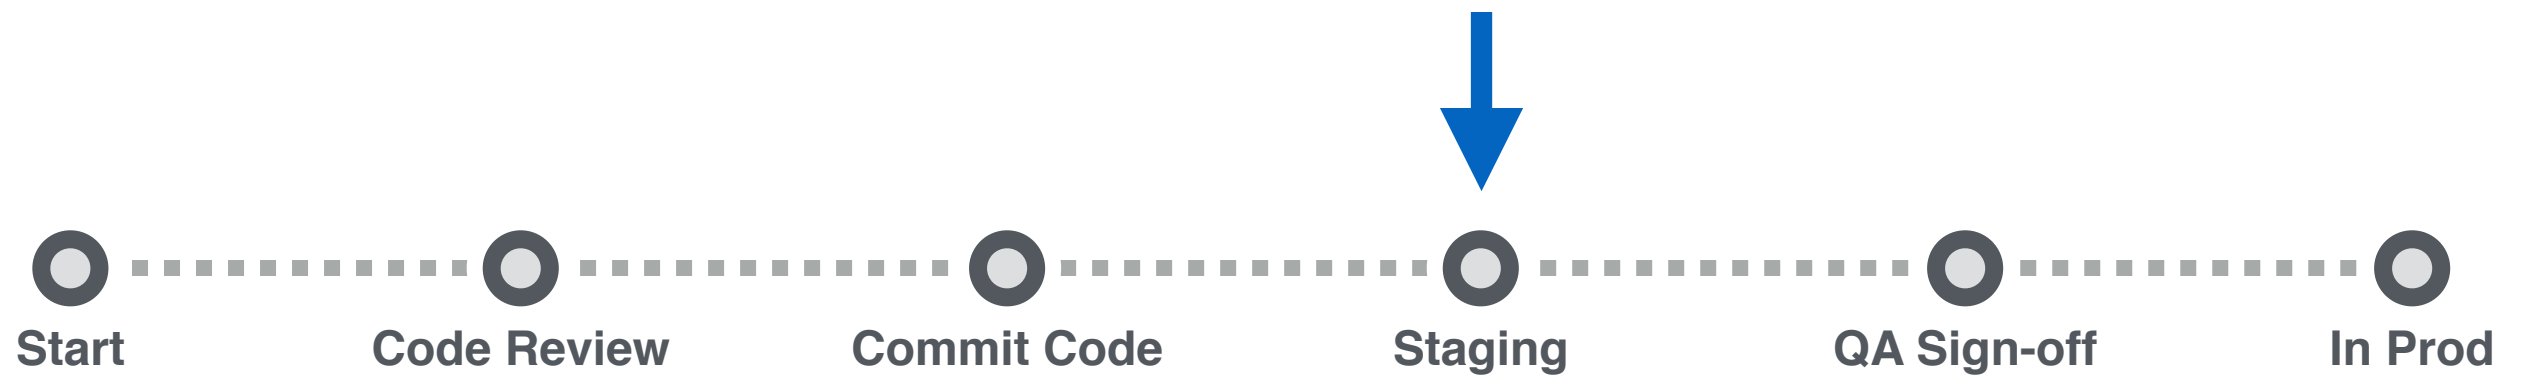 Start
Code Review
Commit Code
Staging
QA Sign-off
In Prod